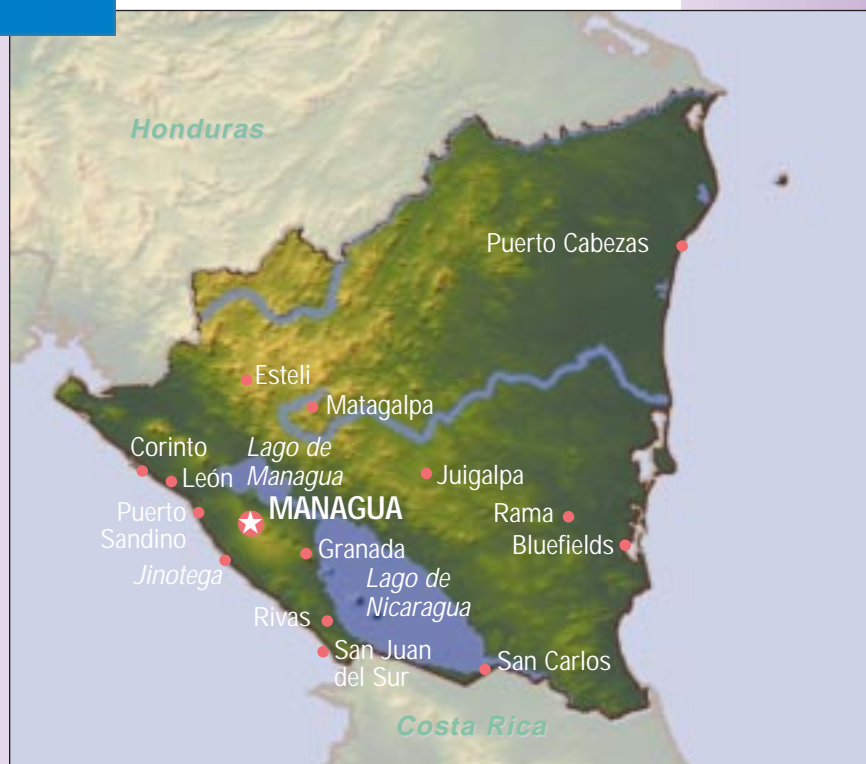 Honduras
Puerto Cabezas
Esteli
Matagalpa
Corinto
Lago de
Managua
León
Juigalpa
Puerto
Sandino
MANAGUA
Rama
Bluefields
Granada
Jinotega
Lago de
Nicaragua
Rivas
San Juan
del Sur
San Carlos
Costa Rica